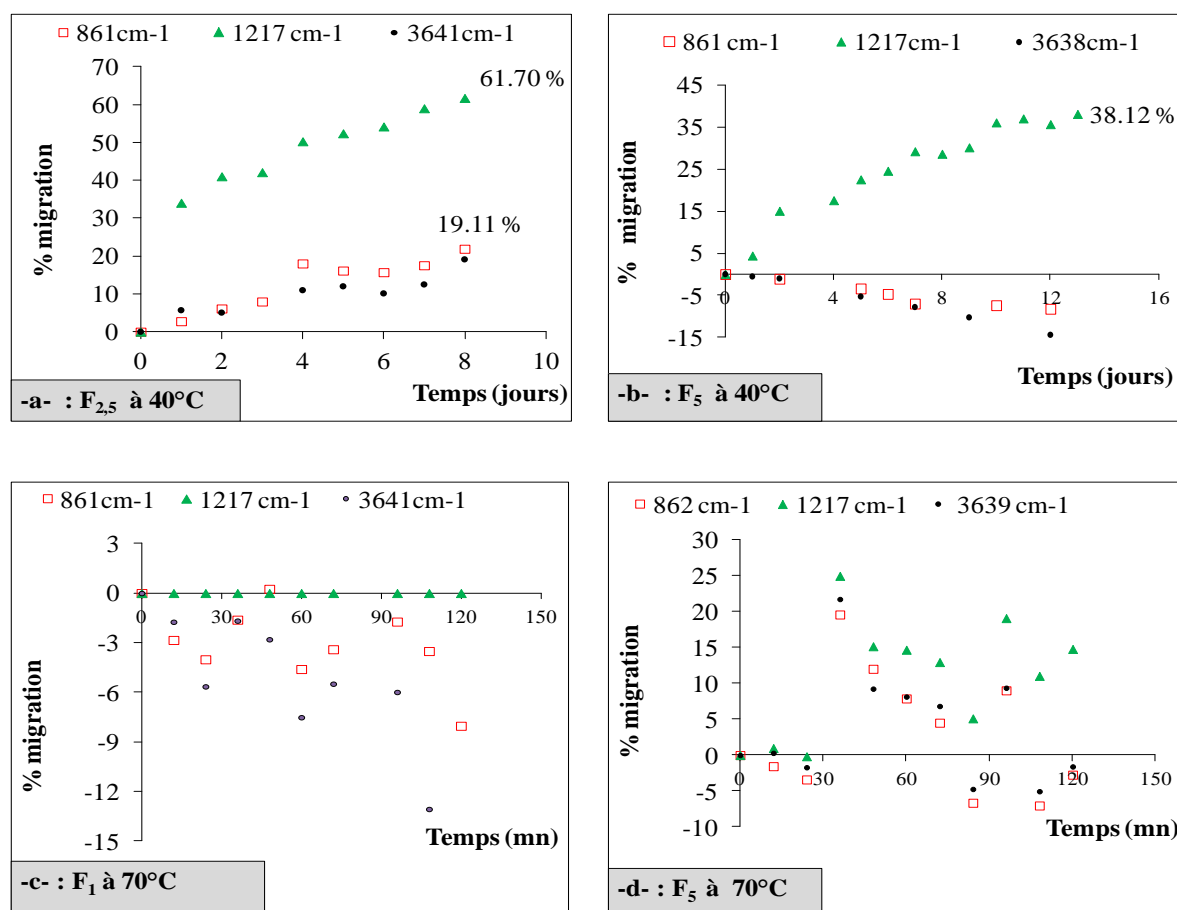 861cm-1 1217 cm-1 3641cm-1
70
60
50
40
30
20
10
0
61.70 %
19.11 %
% migration
0 2 4 6 8 10
Temps (jours)
-a- : F2,5 à 40°C
861 cm-1 1217cm-1 3638cm-1
45
35
25
15
5
-5
-15
38.12 %
% migration
0 4 8 12 16
Temps (jours)
-b- : F5 à 40°C
861cm-1 1217 cm-1 3641cm-1
3
0
-3
-6
-9
-12
-15
% migration
0 30 60 90 120 150
Temps (mn)
-c- : F1 à 70°C
862 cm-1 1217 cm-1 3639 cm-1
30
25
20
15
10
5
0
-5
-10
% migration
0 30 60 90 120 150
Temps (mn)
-d- : F5 à 70°C